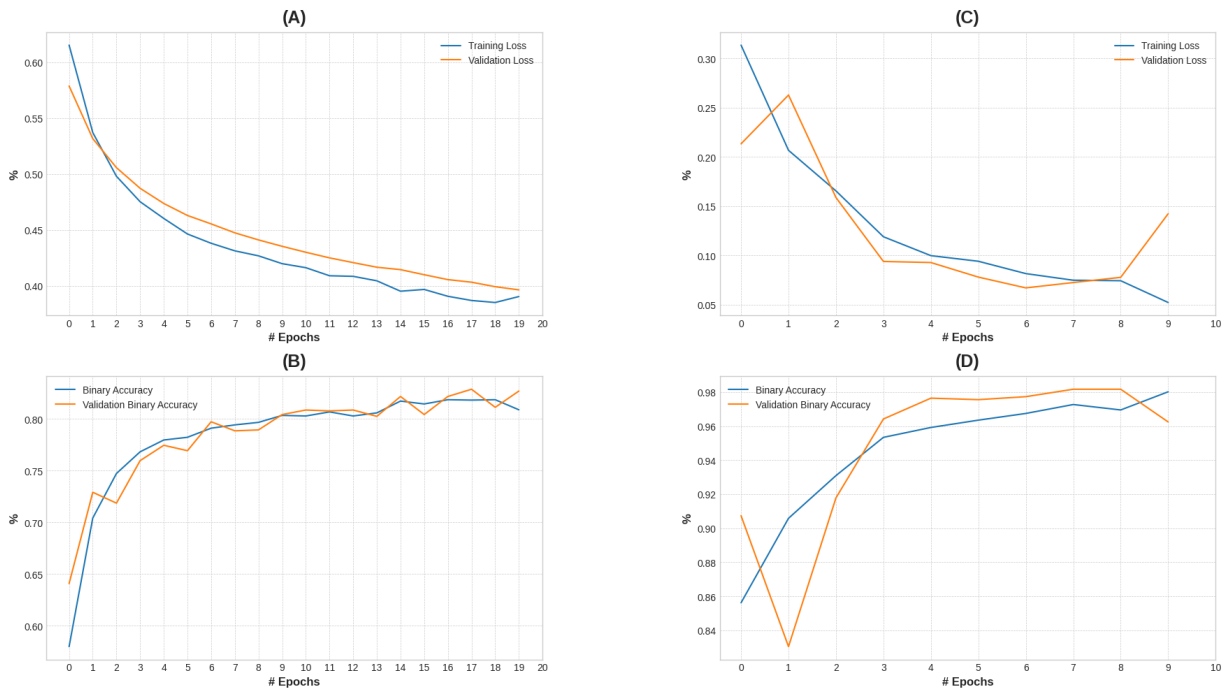 (A)
Training Loss
Validation Loss
0.60
0.55
0.50
0.45
0.40
%
0 1 2 3 4 5 6 7 8 9 10 11 12 13 14 15 16 17 18 19 20
# Epochs
(B)
Binary Accuracy
Validation Binary Accuracy
0.80
0.75
0.70
0.65
0.60
%
0 1 2 3 4 5 6 7 8 9 10 11 12 13 14 15 16 17 18 19 20
# Epochs
(C)
Training Loss
Validation Loss
0.30
0.25
0.20
0.15
0.10
0.05
%
0 1 2 3 4 5 6 7 8 9 10
# Epochs
(D)
Binary Accuracy
Validation Binary Accuracy
0.98
0.96
0.94
0.92
0.90
0.88
0.86
0.84
%
0 1 2 3 4 5 6 7 8 9 10
# Epochs